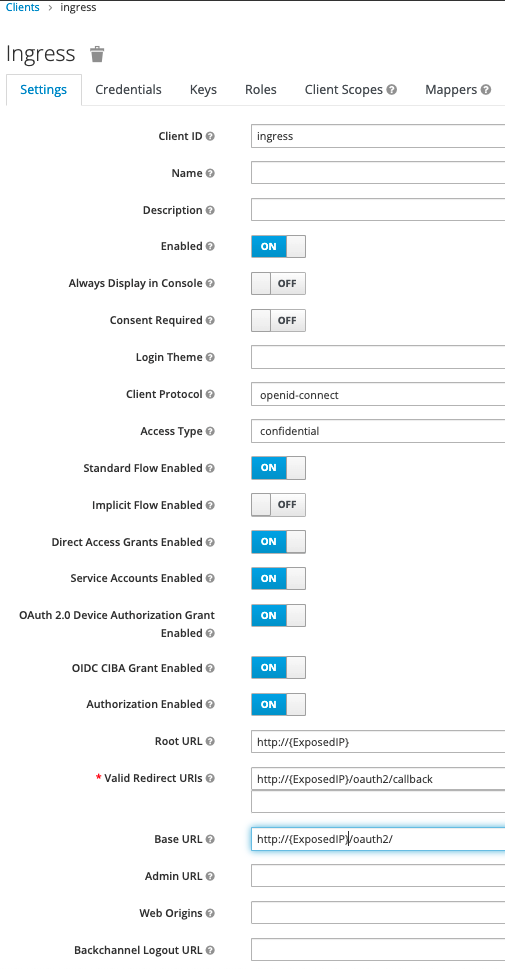 Clients > ingress
Ingress
Settings Credentials Keys Roles Client Scopes Mappers
Client ID ingress
Name
Description
Enabled ON
Always Display in Console OFF
Consent Required OFF
Login Theme
Client Protocol openid-connect
Access Type confidential
Standard Flow Enabled ON
Implicit Flow Enabled OFF
Direct Access Grants Enabled ON
Service Accounts Enabled ON
OAuth 2.0 Device Authorization Grant
Enabled ON
OIDC CIBA Grant Enabled ON
Authorization Enabled ON
Root URL http://{ExposedIP}
* Valid Redirect URIs http://{ExposedIP}/oauth2/callback
Base URL http://{ExposedIP}/oauth2/
Admin URL
Web Origins
Backchannel Logout URL